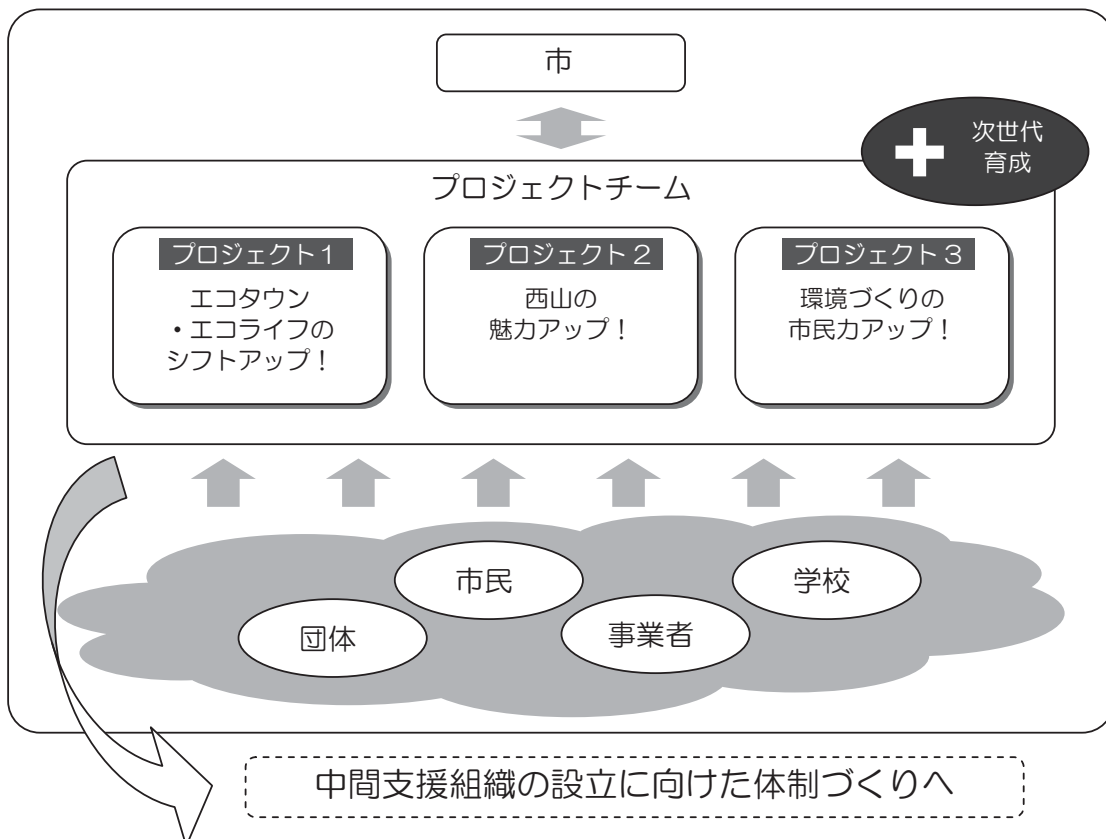 市
次世代
育成
プロジェクトチーム
プロジェクト1
エコタウン
・エコライフの
シフトアップ！
プロジェクト2
西山の
魅力アップ！
プロジェクト3
環境づくりの
市民力アップ！
市民
学校
団体
事業者
中間支援組織の設立に向けた体制づくりへ